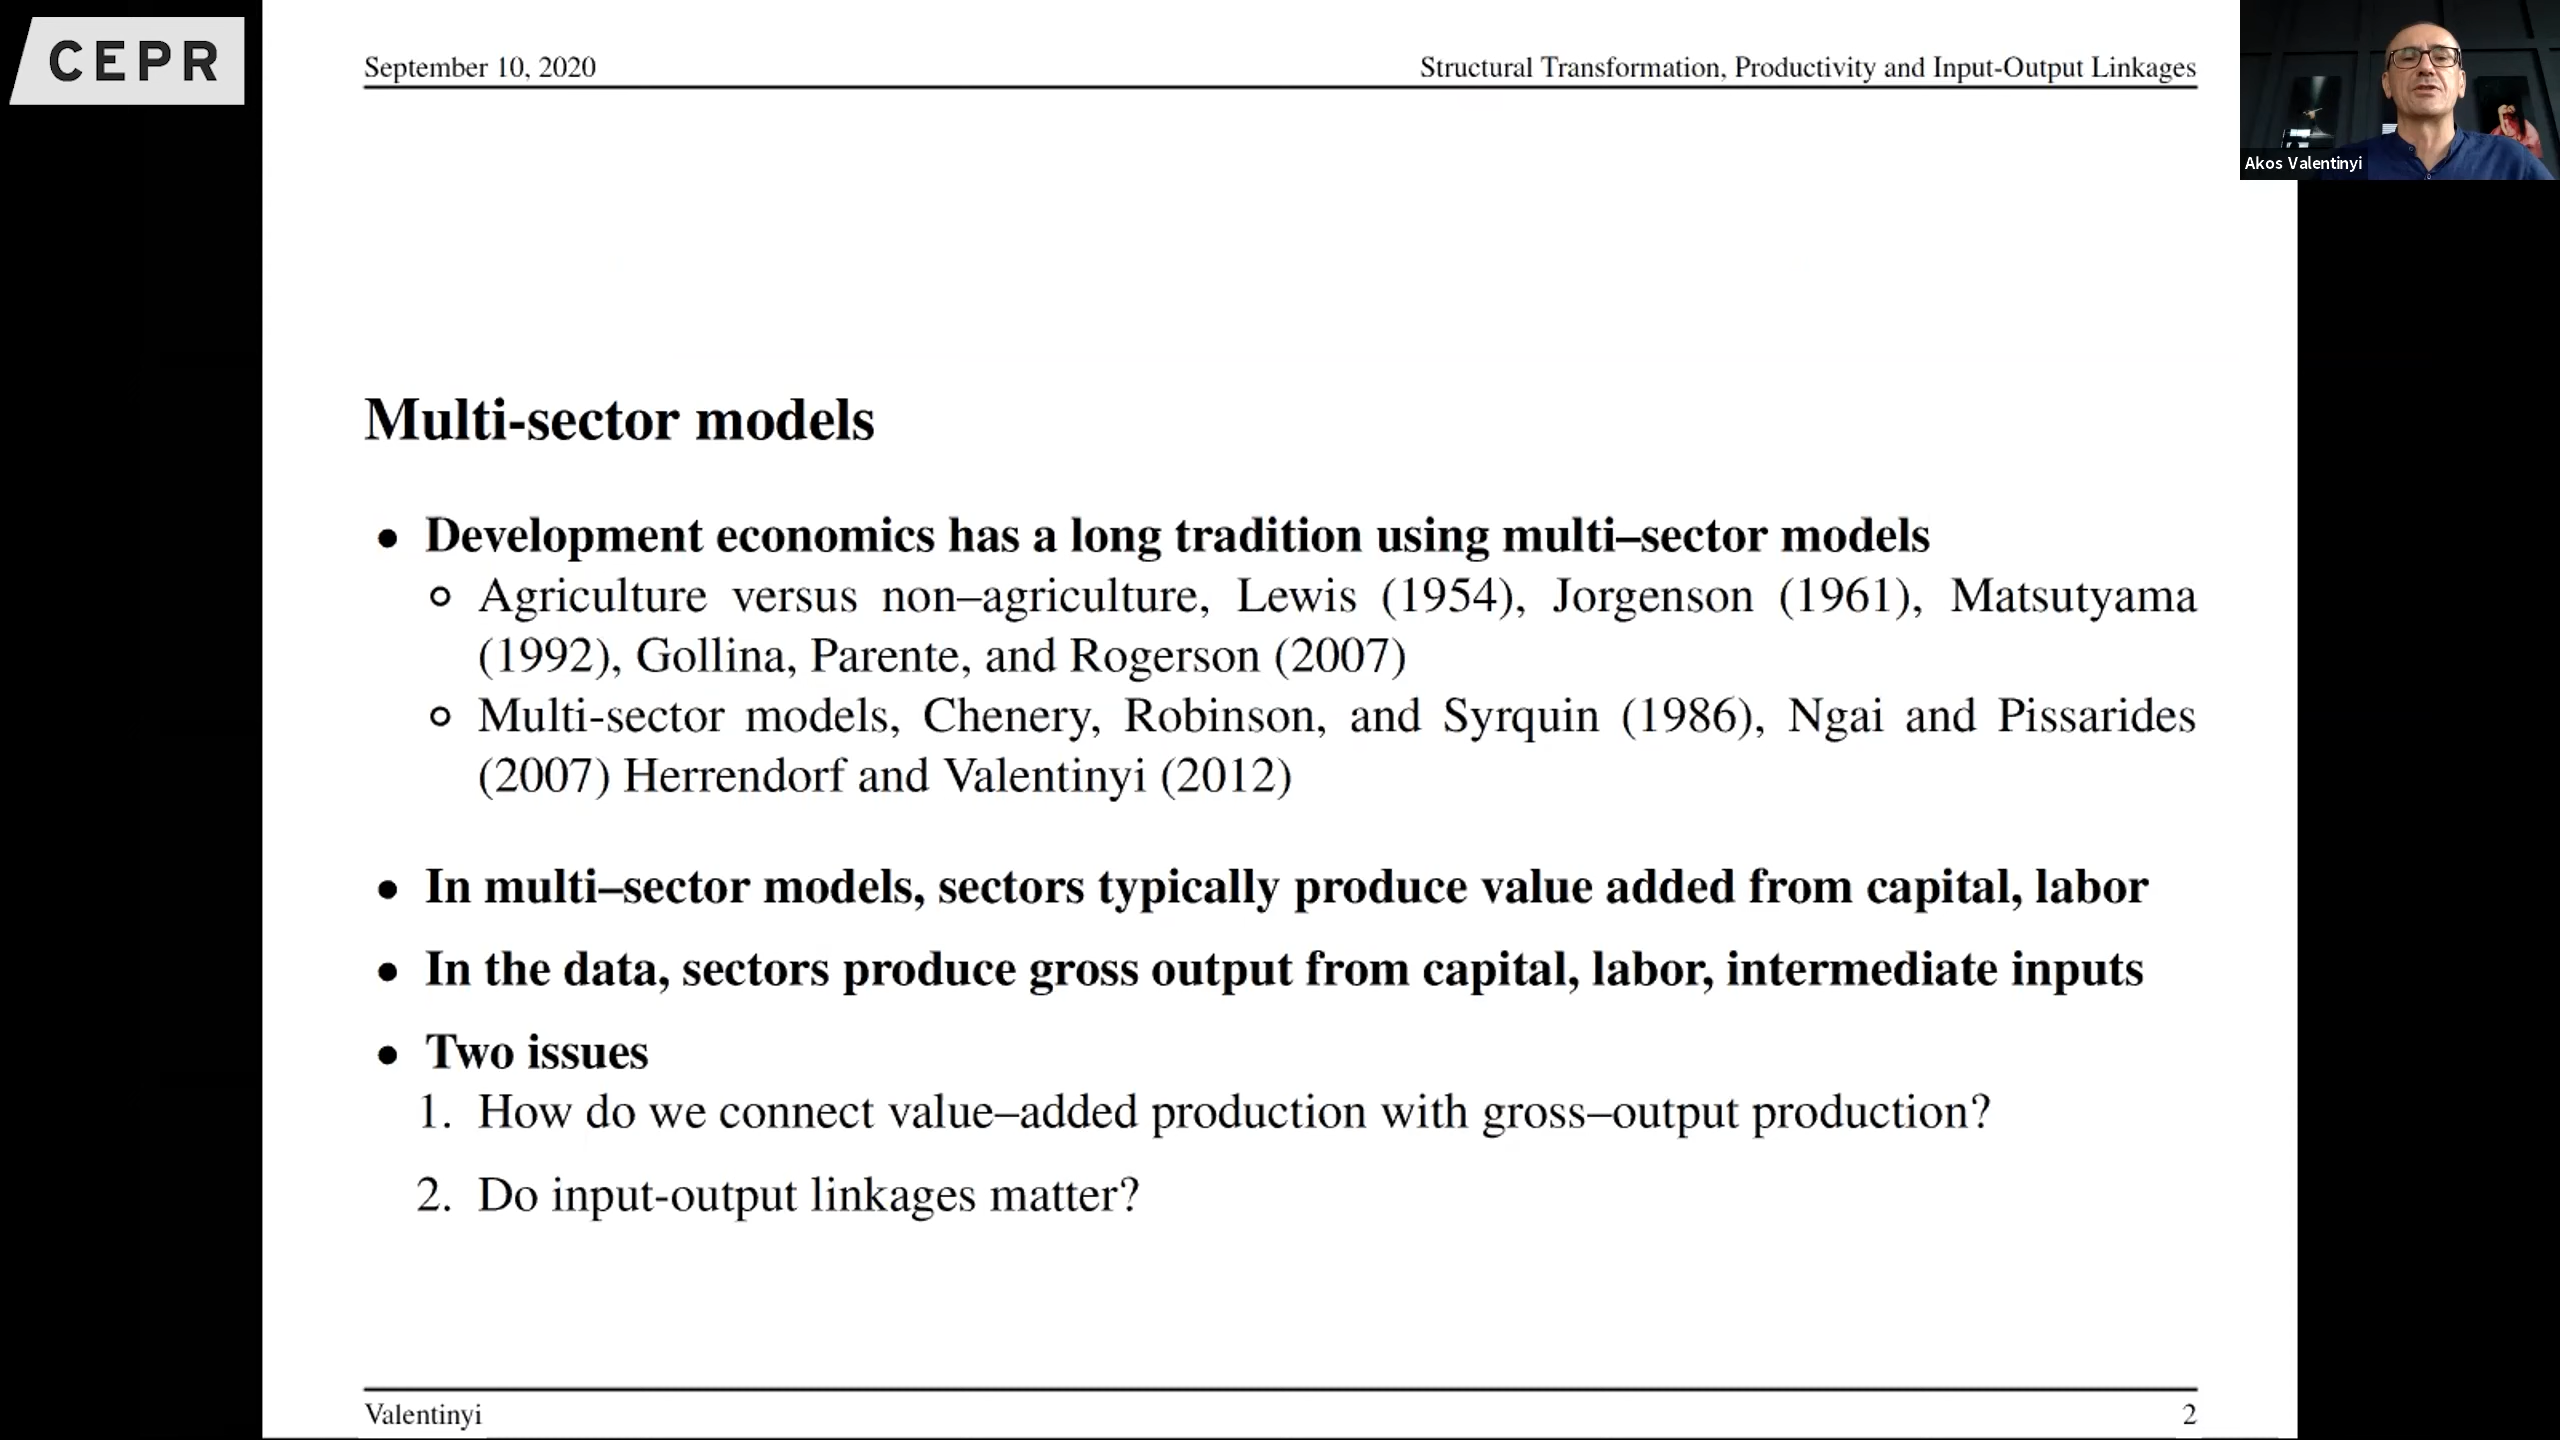 CEPR
September 10, 2020
Structural Transformation, Productivity and Input-Output Linkages
Akos Valentinyi
Multi-sector models
• Development economics has a long tradition using multi–sector models
Agriculture versus non–agriculture, Lewis (1954), Jorgenson (1961), Matsutyama
(1992), Gollina, Parente, and Rogerson (2007)
Multi-sector models, Chenery, Robinson, and Syrquin (1986), Ngai and Pissarides
(2007) Herrendorf and Valentinyi (2012)
• In multi–sector models, sectors typically produce value added from capital, labor
• In the data, sectors produce gross output from capital, labor, intermediate inputs
• Two issues
1. How do we connect value–added production with gross–output production?
2. Do input-output linkages matter?
Valentinyi
2